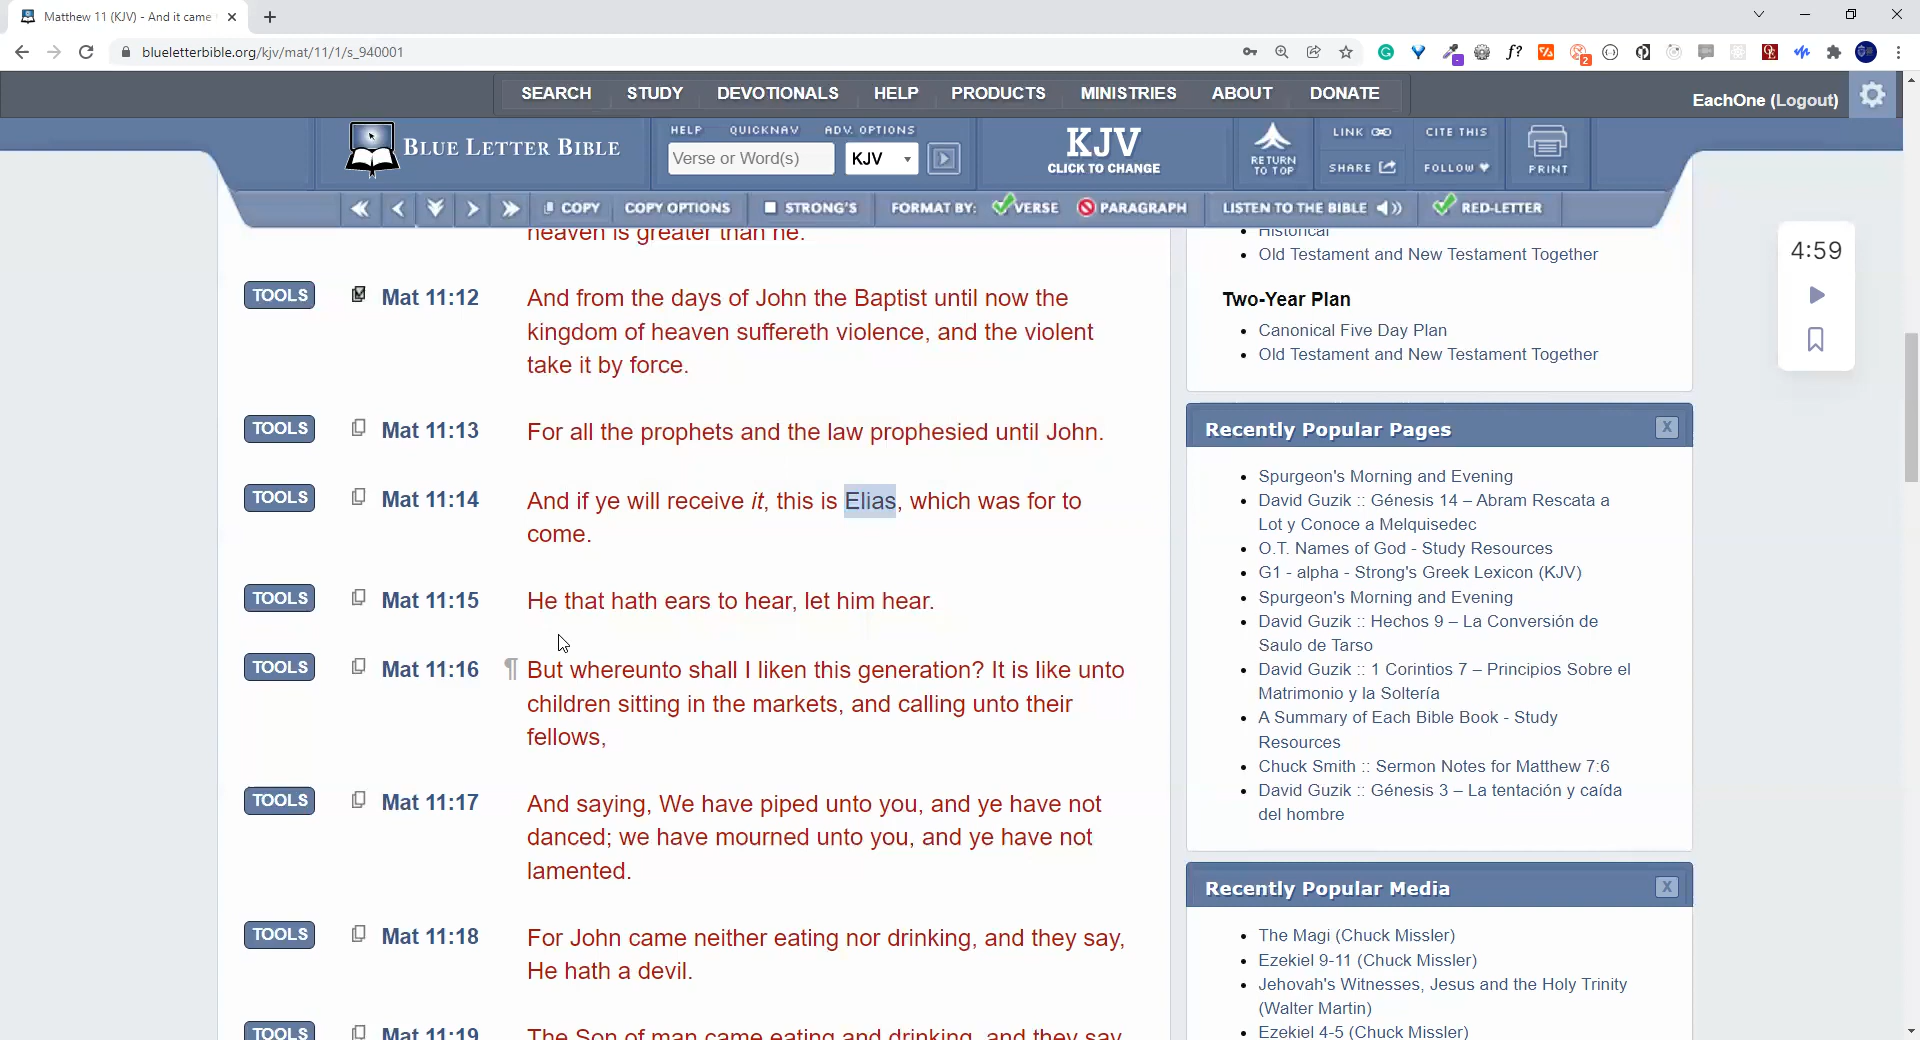 Matthew 11 (KJV) - And it came
blueletterbible.org/kjv/mat/11/1/s_940001
SEARCH STUDY DEVOTIONALS HELP PRODUCTS MINISTRIES ABOUT DONATE
EachOne (Logout)
BLUE LETTER BIBLE
HELP QUICKNAV ADV. OPTIONS
Verse or Word(s)
KJV
KJV
CLICK TO CHANGE
RETURN
TO TOP
LINK
CITE THIS
SHARE
FOLLOW
PRINT
COPY COPY OPTIONS STRONG'S FORMAT BY: VERSE PARAGRAPH LISTEN TO THE BIBLE RED-LETTER
heaven is greater than he.
TOOLS Mat 11:12 And from the days of John the Baptist until now the
kingdom of heaven suffereth violence, and the violent
take it by force.
TOOLS Mat 11:13 For all the prophets and the law prophesied until John.
TOOLS Mat 11:14 And if ye will receive it, this is Elias, which was for to
come.
TOOLS Mat 11:15 He that hath ears to hear, let him hear.
TOOLS Mat 11:16 ¶ But whereunto shall I liken this generation? It is like unto
children sitting in the markets, and calling unto their
fellows,
TOOLS Mat 11:17 And saying, We have piped unto you, and ye have not
danced; we have mourned unto you, and ye have not
lamented.
TOOLS Mat 11:18 For John came neither eating nor drinking, and they say,
He hath a devil.
TOOLS Mat 11:19 The Son of man came eating and drinking, and they say,
Historical
Old Testament and New Testament Together
Two-Year Plan
Canonical Five Day Plan
Old Testament and New Testament Together
Recently Popular Pages X
Spurgeon's Morning and Evening
David Guzik :: Génesis 14 – Abram Rescata a
Lot y Conoce a Melquisedec
O.T. Names of God - Study Resources
G1 - alpha - Strong's Greek Lexicon (KJV)
Spurgeon's Morning and Evening
David Guzik :: Hechos 9 – La Conversión de
Saulo de Tarso
David Guzik :: 1 Corintios 7 – Principios Sobre el
Matrimonio y la Soltería
A Summary of Each Bible Book - Study
Resources
Chuck Smith :: Sermon Notes for Matthew 7:6
David Guzik :: Génesis 3 – La tentación y caída
del hombre
Recently Popular Media X
The Magi (Chuck Missler)
Ezekiel 9-11 (Chuck Missler)
Jehovah's Witnesses, Jesus and the Holy Trinity
(Walter Martin)
Ezekiel 4-5 (Chuck Missler)
4:59